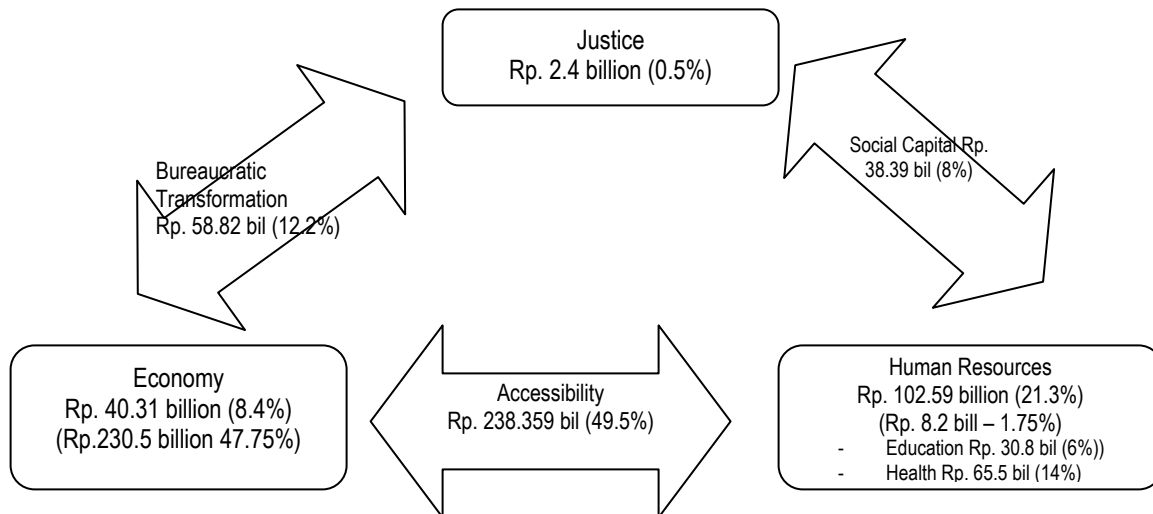 Justice
Rp. 2.4 billion (0.5%)
Bureaucratic
Transformation
Rp. 58.82 bil (12.2%)
Social Capital Rp.
38.39 bil (8%)
Economy
Rp. 40.31 billion (8.4%)
(Rp.230.5 billion 47.75%)
Accessibility
Rp. 238.359 bil (49.5%)
Human Resources
Rp. 102.59 billion (21.3%)
(Rp. 8.2 bill – 1.75%)
- Education Rp. 30.8 bil (6%))
- Health Rp. 65.5 bil (14%)